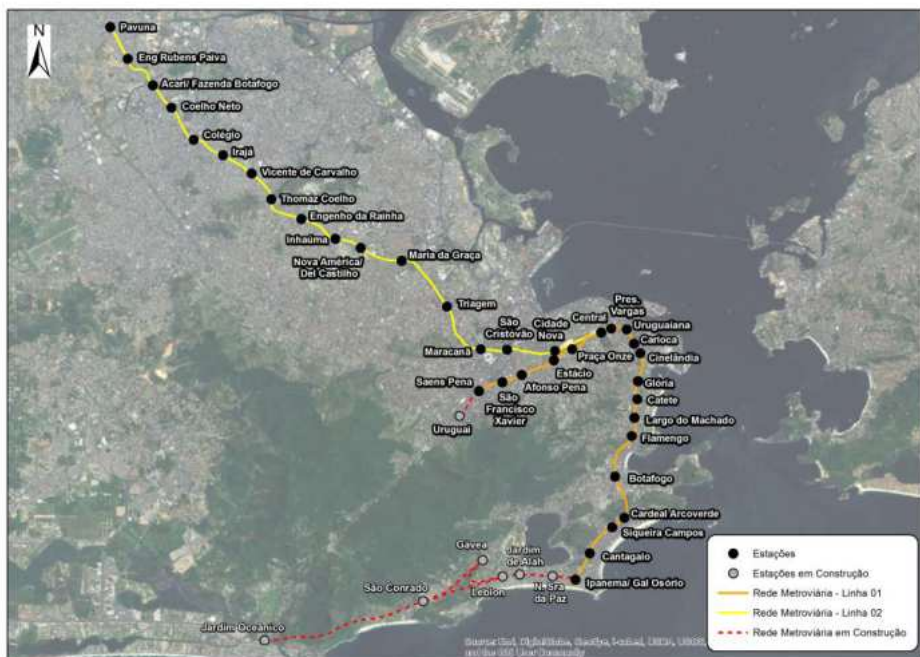 N
Pavuna
Eng Rubens Paiva
Acari/ Fazenda Botafogo
Coelho Neto
Colégio
Irajá
Vicente de Carvalho
Thomaz Coelho
Engenho da Rainha
Inhaúma
Nova América/
Del Castilho
Maria da Graça
Triagem
Maracanã
São
Cristovão
Cidade
Nova
Central
Pres.
Vargas
Uruguaiana
Carioca
Cinelândia
Praça Onze
Estácio
Afonso Pena
São
Francisco
Xavier
Saens Pena
Uruguai
Glória
Catete
Largo do Machado
Flamengo
Botafogo
Cardeal Arcoverde
Siqueira Campos
Cantagalo
Ipanema/ Gal Osório
N. Sra
da Paz
Jardim
de Alah
Leblon
Gávea
São Conrado
Jardim Oceânico
Estações
Estações em Construção
Rede Metroviária - Linha 01
Rede Metroviária - Linha 02
Rede Metroviária em Construção